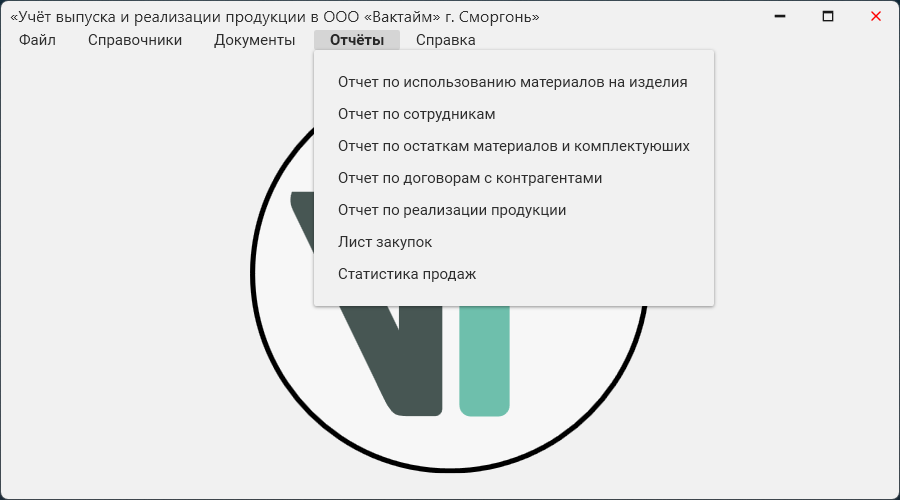 «Учёт выпуска и реализации продукции в ООО «Вактайм» г. Сморгонь»
Файл Справочники Документы Отчёты Справка
Отчет по использованию материалов на изделия
Отчет по сотрудникам
Отчет по остаткам материалов и комплектуюших
Отчет по договорам с контрагентами
Отчет по реализации продукции
Лист закупок
Статистика продаж